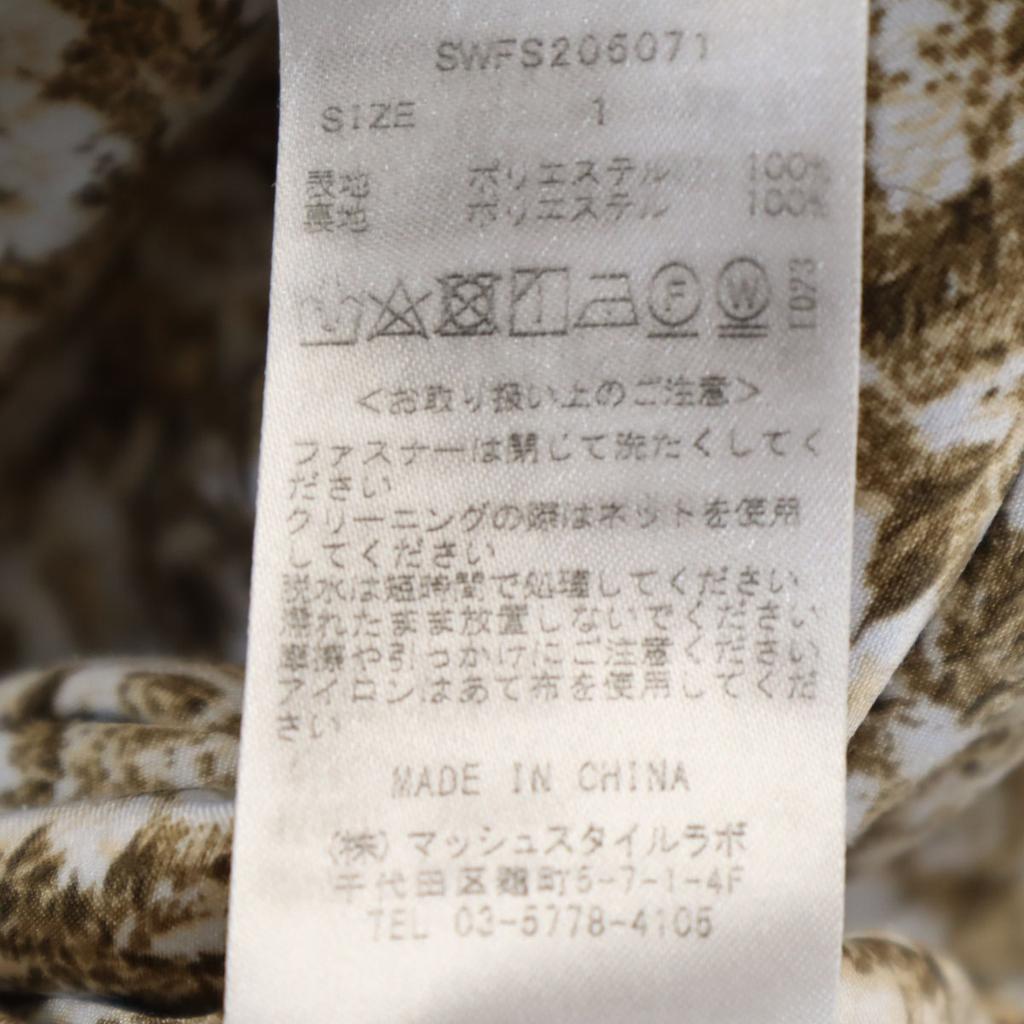 SWFS206071
SIZE 1
表地 ポリエステル 100%
裏地 ポリエステル 100%
F W 1073
<お取り扱い上のご注意>
ファスナーは閉じて洗たくしてく
ださい
クリーニングの際はネットを使用
してください
脱水は短時間で処理してください
濡れたまま放置しないでください
摩擦や引っかけにご注意ください
アイロンはあて布を使用してくだ
さい
MADE IN CHINA
(株)マッシュスタイルラボ
千代田区麹町5-7-1-4F
TEL 03-5778-4105